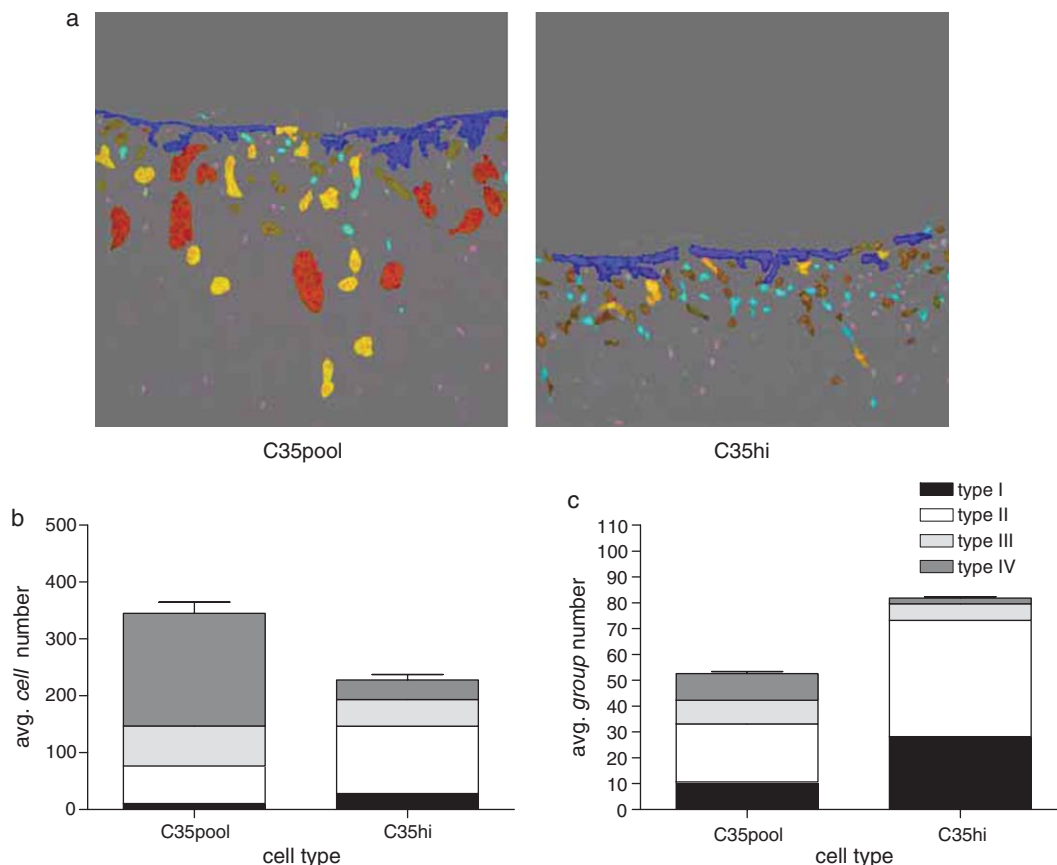 a
C35pool
C35hi
b
500
400
300
200
100
0
avg. cell number
C35pool
C35hi
cell type
c
type I
type II
type III
type IV
110
100
90
80
70
60
50
40
30
20
10
0
avg. group number
C35pool
C35hi
cell type